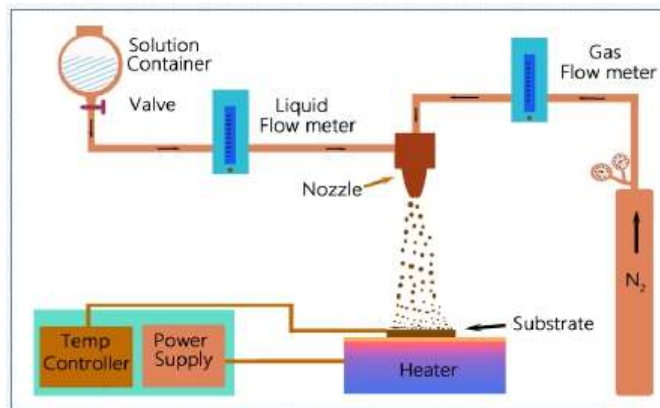 Solution
Container
Valve
Liquid
Flow meter
Gas
Flow meter
Nozzle
N₂
Substrate
Temp
Controller
Power
Supply
Heater